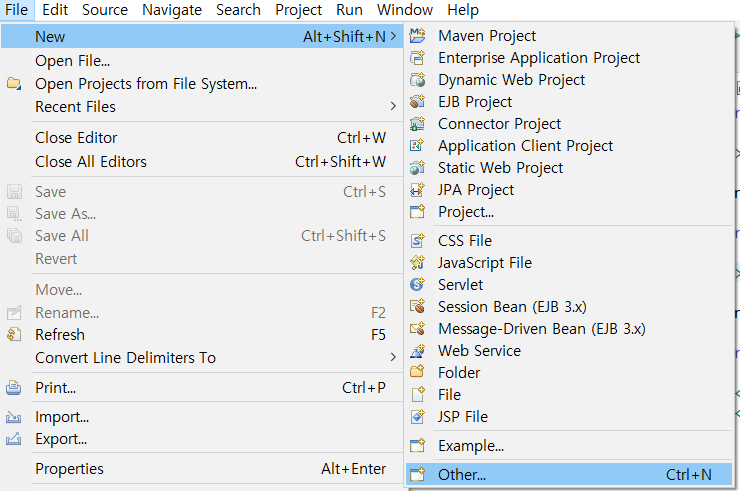 File Edit Source Navigate Search Project Run Window Help
New Alt+Shift+N
Open File...
Open Projects from File System...
Recent Files
Close Editor Ctrl+W
Close All Editors Ctrl+Shift+W
Save Ctrl+S
Save As...
Save All Ctrl+Shift+S
Revert
Move...
Rename... F2
Refresh F5
Convert Line Delimiters To
Print... Ctrl+P
Import...
Export...
Properties Alt+Enter
Maven Project
Enterprise Application Project
Dynamic Web Project
EJB Project
Connector Project
Application Client Project
Static Web Project
JPA Project
Project...
CSS File
JavaScript File
Servlet
Session Bean (EJB 3.x)
Message-Driven Bean (EJB 3.x)
Web Service
Folder
File
JSP File
Example...
Other... Ctrl+N